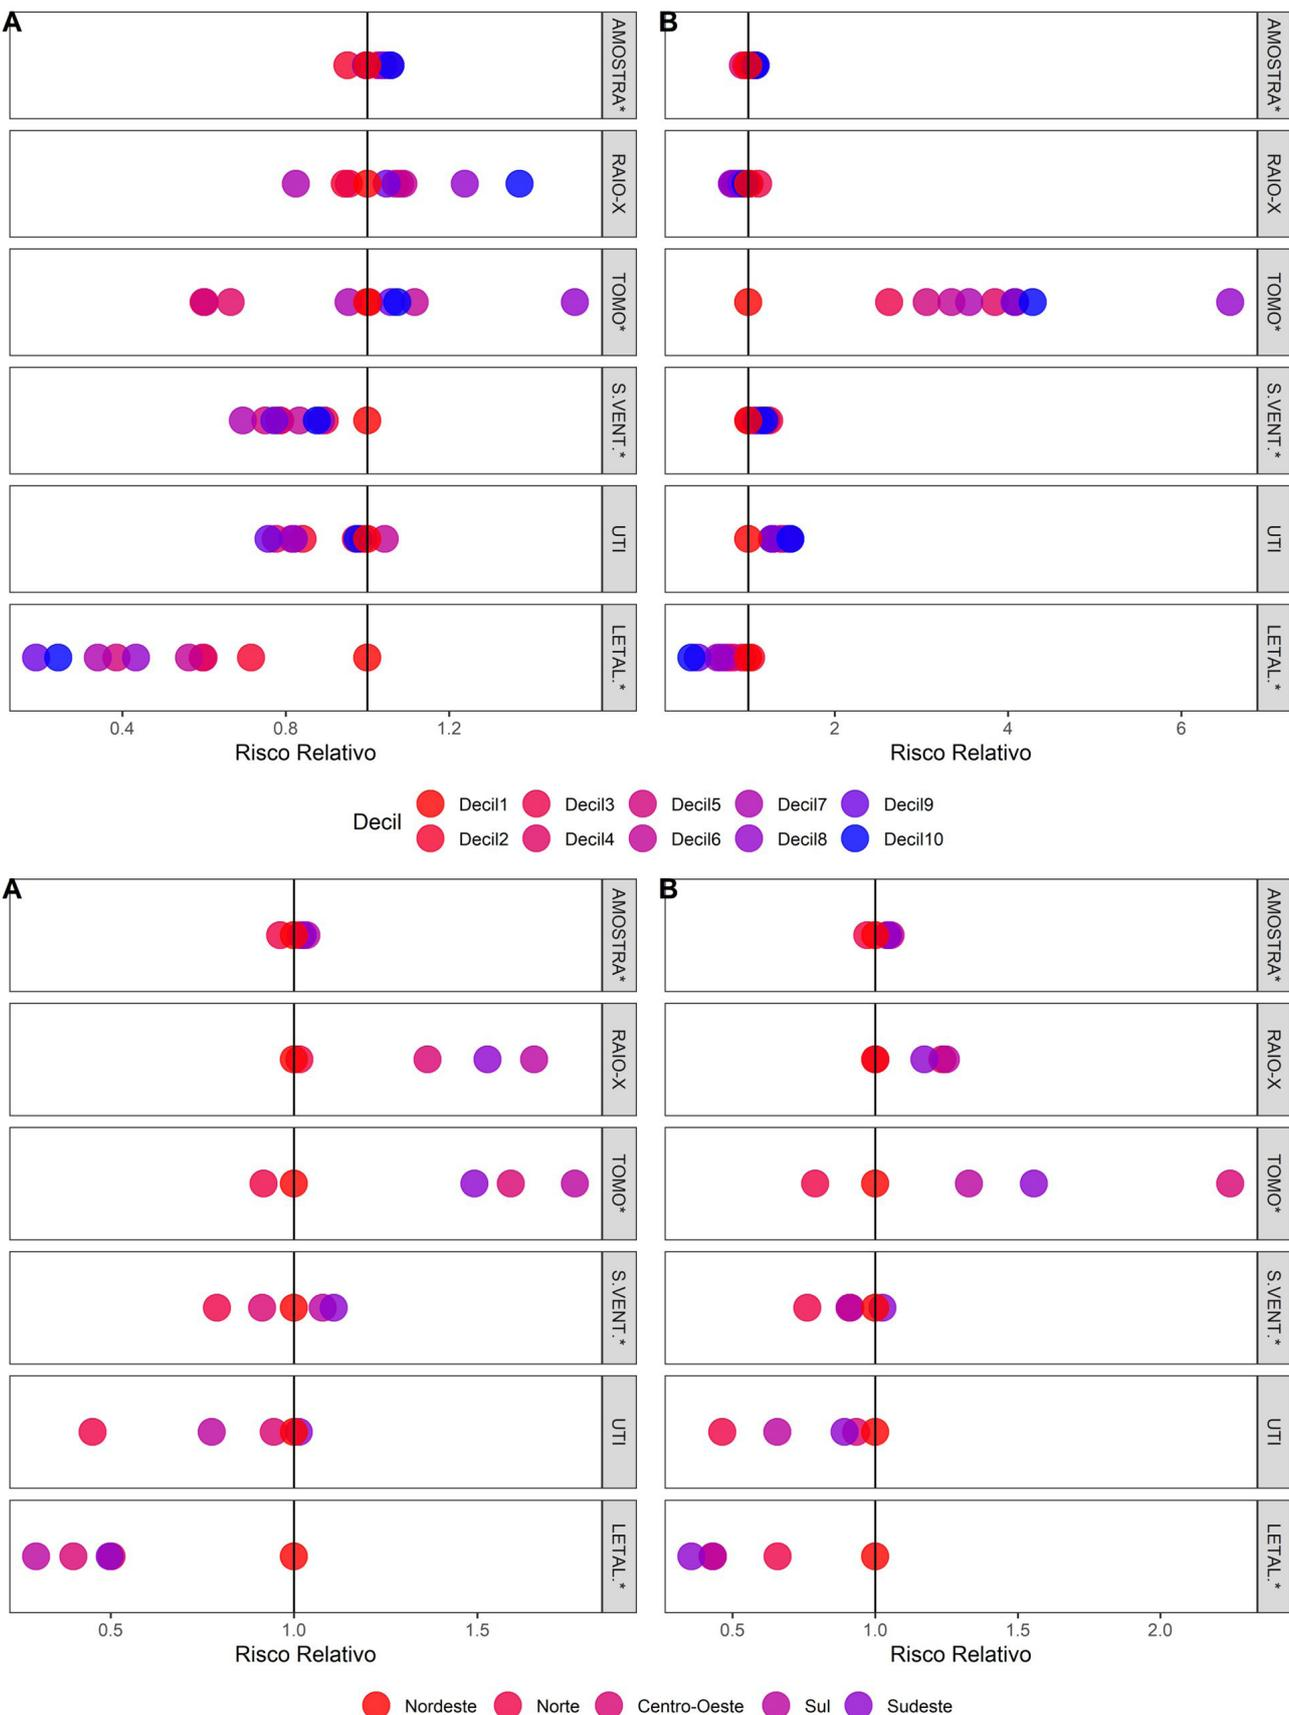 A
B
AMOSTRA*
AMOSTRA*
RAIO-X
RAIO-X
TOMO*
TOMO*
S.VENT.*
S.VENT.*
UTI
UTI
LETAL.*
LETAL.*
0.4 0.8 1.2
2 4 6
Risco Relativo
Risco Relativo
Decil
Decil1 Decil3 Decil5 Decil7 Decil9
Decil2 Decil4 Decil6 Decil8 Decil10
A
B
AMOSTRA*
AMOSTRA*
RAIO-X
RAIO-X
TOMO*
TOMO*
S.VENT.*
S.VENT.*
UTI
UTI
LETAL.*
LETAL.*
0.5 1.0 1.5
0.5 1.0 1.5 2.0
Risco Relativo
Risco Relativo
Nordeste Norte Centro-Oeste Sul Sudeste